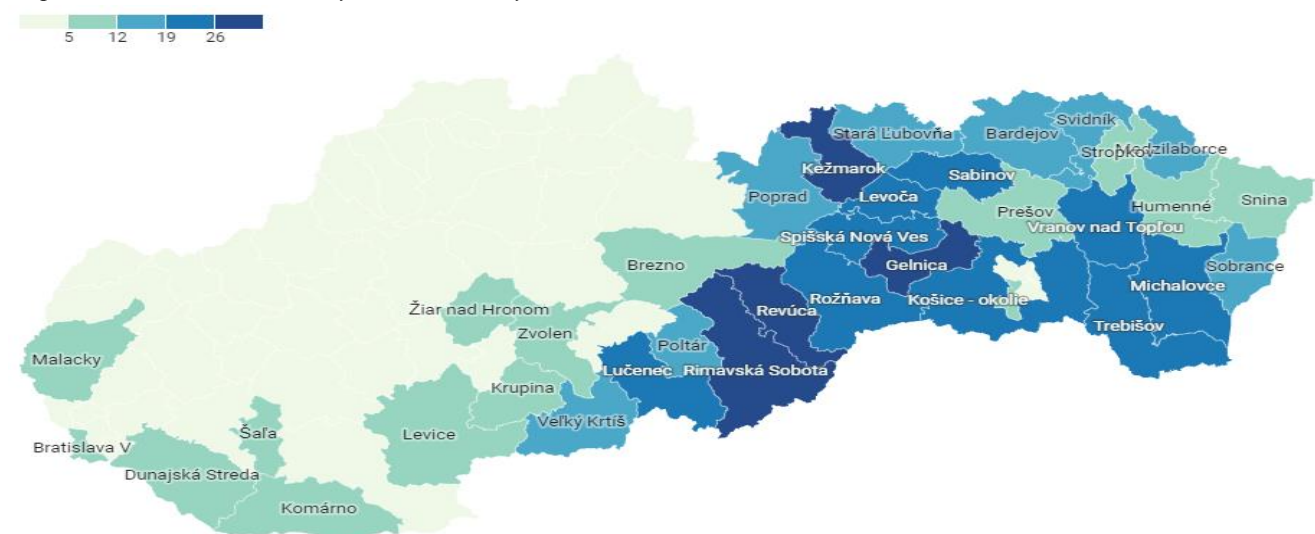 5 12 19 26
Svidník
Stará Ľubovňa
Bardejov
Stropkov
Medzilaborce
Kežmarok
Sabinov
Poprad
Levoča
Snina
Humenné
Prešov
Vranov nad Topľou
Spišská Nová Ves
Brezno
Gelnica
Sobrance
Michalovce
Rožňava
Košice - okolie
Žiar nad Hronom
Revúca
Trebišov
Zvolen
Poltár
Malacky
Lučenec
Rimavská Sobota
Krupina
Veľký Krtíš
Levice
Šaľa
Bratislava V
Dunajská Streda
Komárno